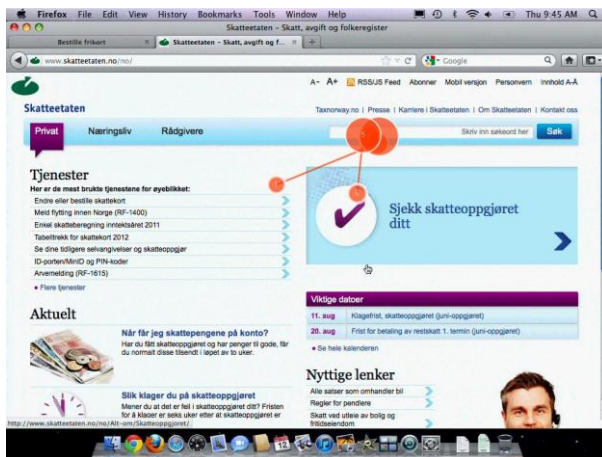 Firefox File Edit View History Bookmarks Tools Window Help Thu 9:45 AM
Skatteetaten – Skatt, avgift og folkeregister
Bestille frikort
Skatteetaten – Skatt, avgift og f...
www.skatteetaten.no/no/
Google
A- A+ RSS/JS Feed Abonner Mobil versjon Personvern Innhold A-Å
Skatteetaten
Taxnorway.no | Presse | Karriere i Skatteetaten | Om Skatteetaten | Kontakt oss
Privat Næringsliv Rådgivere
Skriv inn søkeord her Søk
Tjenester
Her er de mest brukte tjenestene for øyeblikket:
Endre eller bestille skattekort
Meld flytting innen Norge (RF-1400)
Enkel skatteberegning inntektsåret 2011
Tabelltrekk for skattekort 2012
Se dine tidligere selvangivelser og skatteoppgjør
ID-porten/MinID og PIN-koder
Arvemelding (RF-1615)
Flere tjenester
Sjekk skatteoppgjøret
ditt
Viktige datoer
11. aug Klagefrist, skatteoppgjøret (juni-oppgjøret)
20. aug Frist for betaling av restskatt 1. termin (juni-oppgjøret)
Se hele kalenderen
Aktuelt
Når får jeg skattepengene på konto?
Har du fått skatteoppgjøret og har penger til gode, får
du normalt disse tilsendt i løpet av to uker.
Slik klager du på skatteoppgjøret
Mener du at det er feil i skatteoppgjøret ditt? Fristen
for å klager er seks uker etter at skatteoppgjøret er
Nyttige lenker
Alle satser som omhandler bil
Regler for pendlere
Skatt ved utleie av bolig og
fritidseiendom
http://www.skatteetaten.no/no/Alt-om/Skatteoppgjoret/